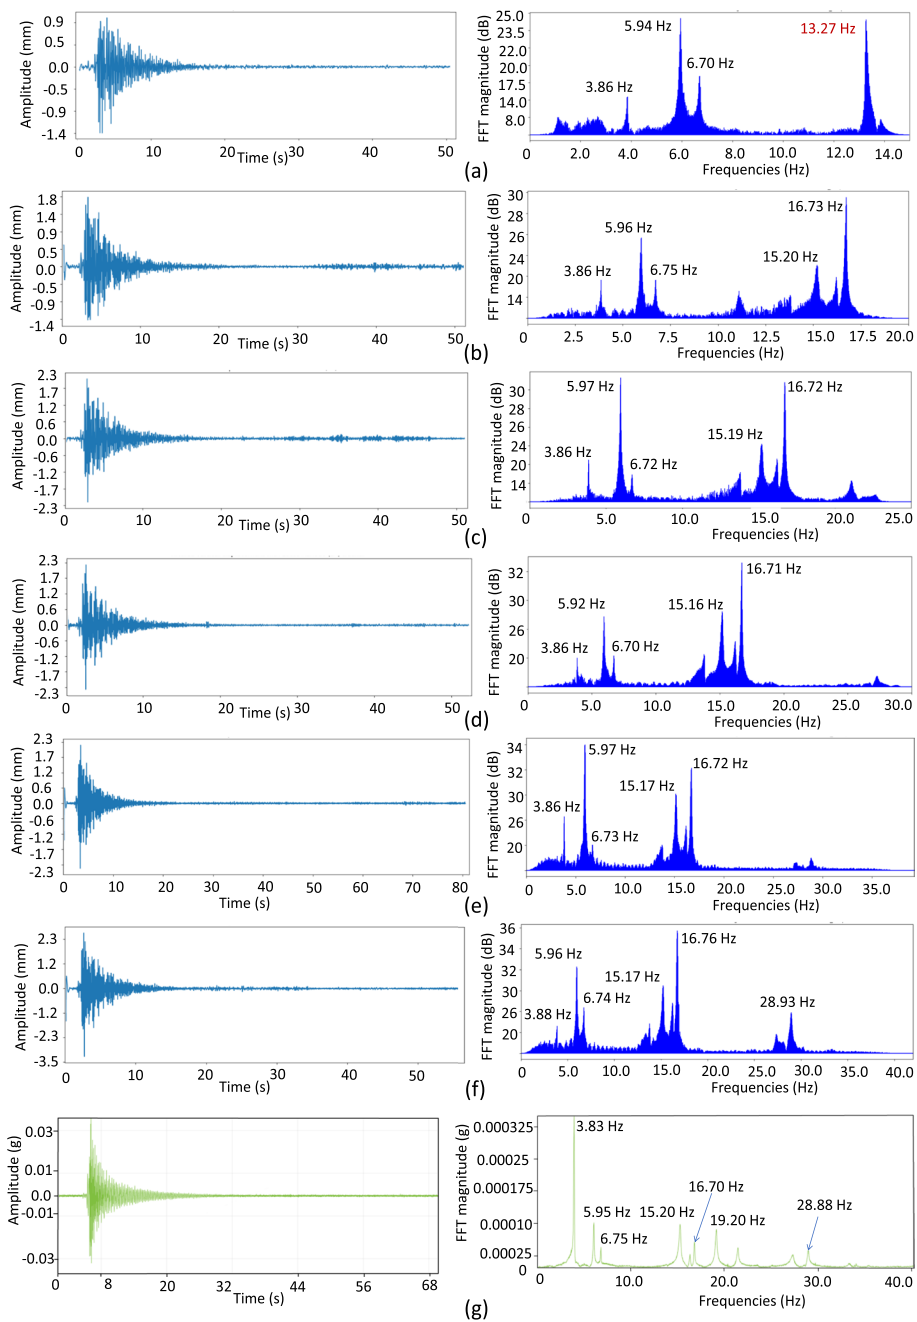 Amplitude (mm)
0.9
0.5
0.0
-0.5
-0.9
-1.4
0
10
20
40
50
Time (s)
FFT magnitude (dB)
25.0
23.5
22.0
20.0
17.5
14.0
8.0
3.86 Hz
5.94 Hz
6.70 Hz
13.27 Hz
0
2.0
4.0
6.0
8.0
10.0
12.0
14.0
Frequencies (Hz)
(a)
Amplitude (mm)
1.8
1.4
0.9
0.5
0.0
-0.5
-0.9
-1.4
0
10
20
30
40
50
Time (s)
FFT magnitude (dB)
30
28
26
24
22
20
14
3.86 Hz
5.96 Hz
6.75 Hz
15.20 Hz
16.73 Hz
0
2.5
5.0
7.5
10.0
12.5
15.0
17.5
20.0
Frequencies (Hz)
(b)
Amplitude (mm)
2.3
1.7
1.2
0.6
0.0
-0.6
-1.2
-1.7
-2.3
0
10
20
30
40
50
Time (s)
FFT magnitude (dB)
30
28
26
24
20
14
3.86 Hz
5.97 Hz
6.72 Hz
15.19 Hz
16.72 Hz
0
5.0
10.0
15.0
20.0
25.0
Frequencies (Hz)
(c)
Amplitude (mm)
2.3
1.7
1.2
0.6
0.0
-0.6
-1.2
-1.7
-2.3
0
10
20
30
40
50
Time (s)
FFT magnitude (dB)
32
30
26
20
3.86 Hz
5.92 Hz
6.70 Hz
15.16 Hz
16.71 Hz
0
5.0
10.0
15.0
20.0
25.0
30.0
Frequencies (Hz)
(d)
Amplitude (mm)
2.3
1.7
1.2
0.6
0.0
-0.6
-1.2
-1.7
-2.3
0
10
20
30
40
50
60
70
80
Time (s)
FFT magnitude (dB)
34
32
30
26
20
3.86 Hz
5.97 Hz
6.73 Hz
15.17 Hz
16.72 Hz
0
5.0
10.0
15.0
20.0
25.0
30.0
35.0
Frequencies (Hz)
(e)
Amplitude (mm)
2.3
1.2
0.0
-1.2
-2.3
-3.5
0
10
20
30
40
50
Time (s)
FFT magnitude (dB)
36
34
32
30
26
20
3.88 Hz
5.96 Hz
6.74 Hz
15.17 Hz
16.76 Hz
28.93 Hz
0
5.0
10.0
15.0
20.0
25.0
30.0
35.0
40.0
Frequencies (Hz)
(f)
Amplitude (g)
0.03
0.01
0.0
-0.01
-0.03
0
8
20
32
44
56
68
Time (s)
FFT magnitude (g)
0.000325
0.00025
0.000175
0.00010
0.00025
0
3.83 Hz
5.95 Hz
6.75 Hz
15.20 Hz
16.70 Hz
19.20 Hz
28.88 Hz
0
10.0
20.0
30.0
40.0
Frequencies (Hz)
(g)